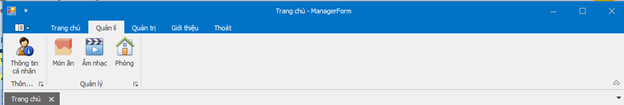 Trang chủ - ManagerForm
Trang chủ Quản lí Quản trị Giới thiệu Thoát
Thông tin cá nhân
Món ăn Âm nhạc Phòng
Thôn... Quản lý
Trang chủ